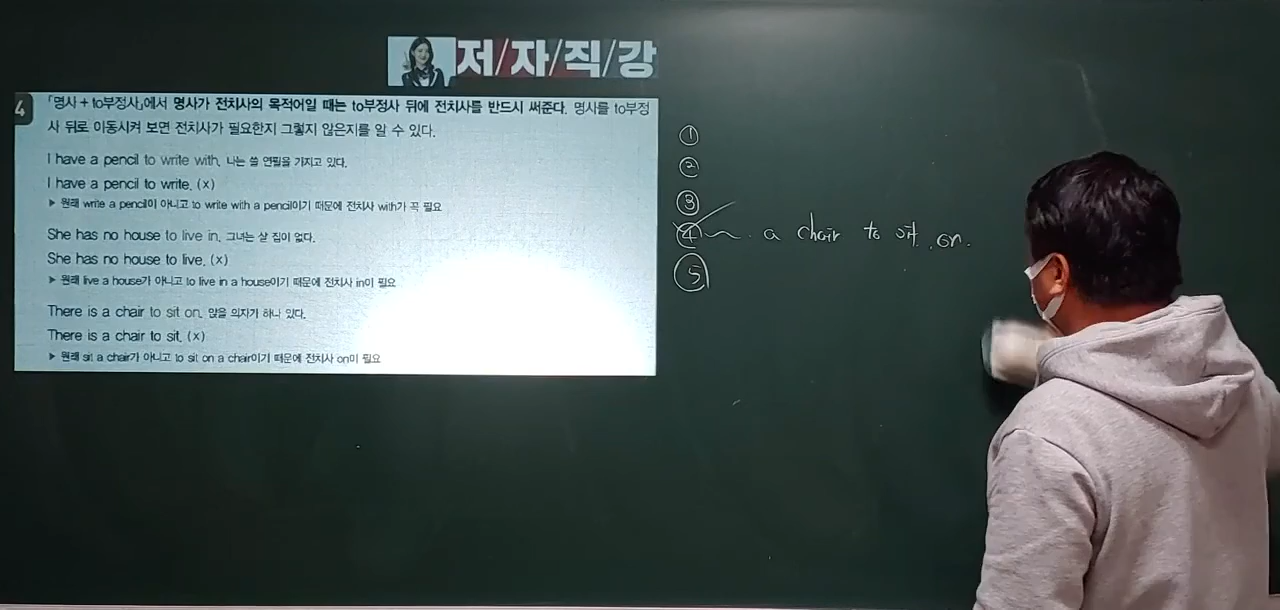 저/자/직/강
4
「명사 + to부정사」에서 명사가 전치사의 목적어일 때는 to부정사 뒤에 전치사를 반드시 써준다. 명사를 to부정
사 뒤로 이동시켜 보면 전치사가 필요한지 그렇지 않은지를 알 수 있다.
I have a pencil to write with. 나는 쓸 연필을 가지고 있다.
I have a pencil to write. (x)
▶ 원래 write a pencil이 아니고 to write with a pencil이기 때문에 전치사 with가 꼭 필요
She has no house to live in. 그녀는 살 집이 없다.
She has no house to live. (x)
▶ 원래 live a house가 아니고 to live in a house이기 때문에 전치사 in이 필요
There is a chair to sit on. 앉을 의자가 하나 있다.
There is a chair to sit. (x)
▶ 원래 sit a chair가 아니고 to sit on a chair이기 때문에 전치사 on이 필요
①
②
③
④ a chair to sit on.
⑤